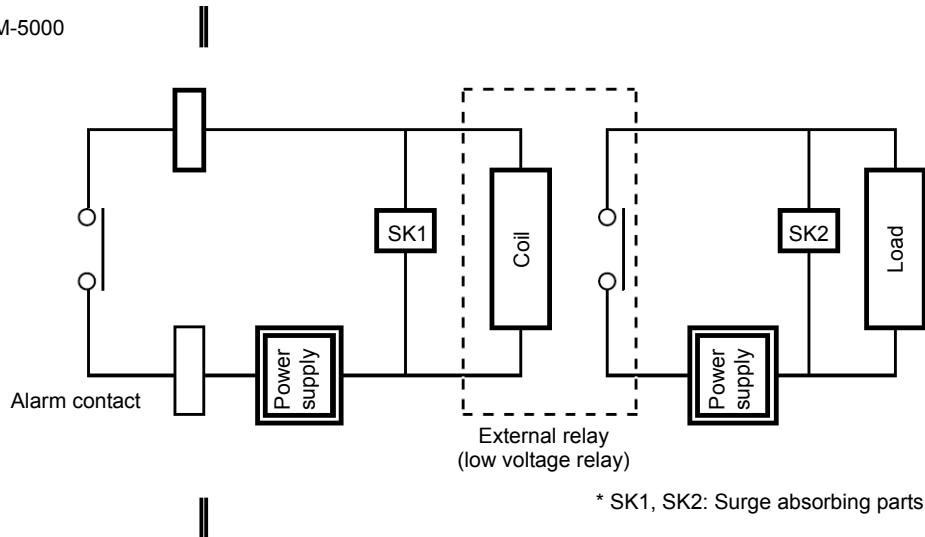 M-5000
SK1
Coil
SK2
Load
Power
supply
Power
supply
Alarm contact
External relay
(low voltage relay)
* SK1, SK2: Surge absorbing parts